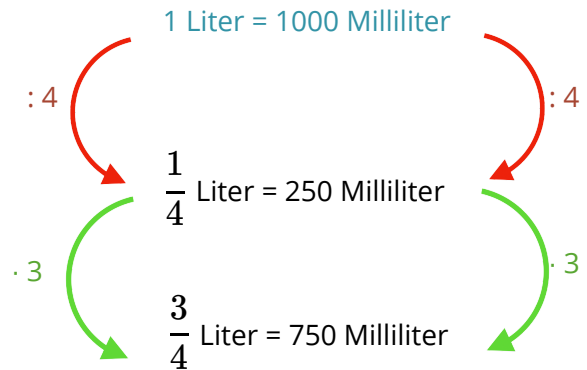 1 Liter = 1000 Milliliter
: 4 : 4
1/4 Liter = 250 Milliliter
· 3 · 3
3/4 Liter = 750 Milliliter